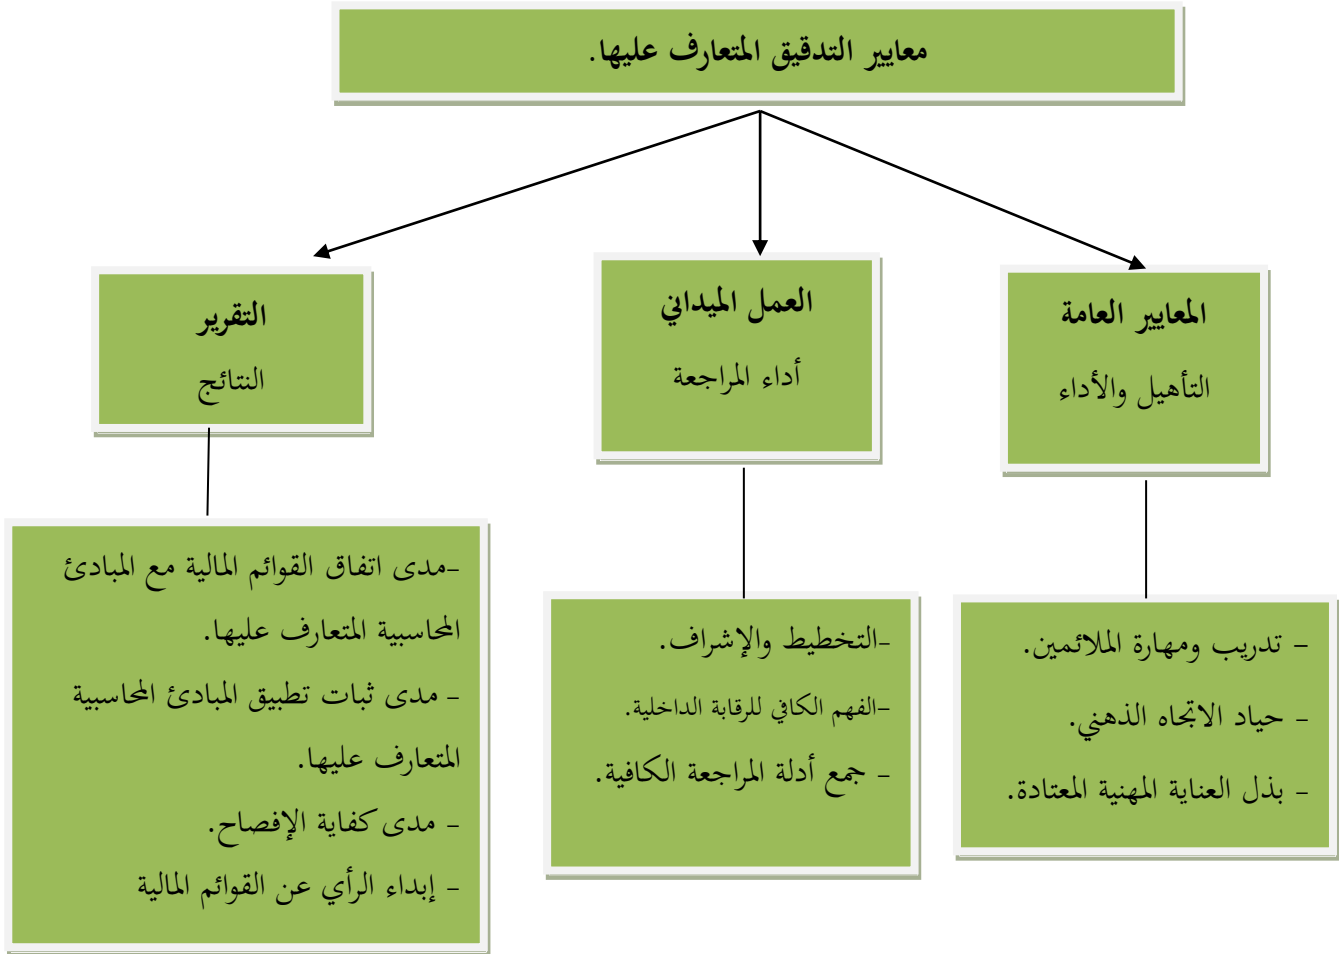 معايير التدقيق المتعارف عليها.
المعايير العامة
التأهيل والأداء
العمل الميداني
أداء المراجعة
التقرير
النتائج
- تدريب ومهارة الملائمين.
- حياد الاتجاه الذهني.
- بذل العناية المهنية المعتادة.
-التخطيط والإشراف.
-الفهم الكافي للرقابة الداخلية.
- جمع أدلة المراجعة الكافية.
-مدى اتفاق القوائم المالية مع المبادئ
المحاسبية المتعارف عليها.
- مدى ثبات تطبيق المبادئ المحاسبية
المتعارف عليها.
- مدى كفاية الإفصاح.
- إبداء الرأي عن القوائم المالية